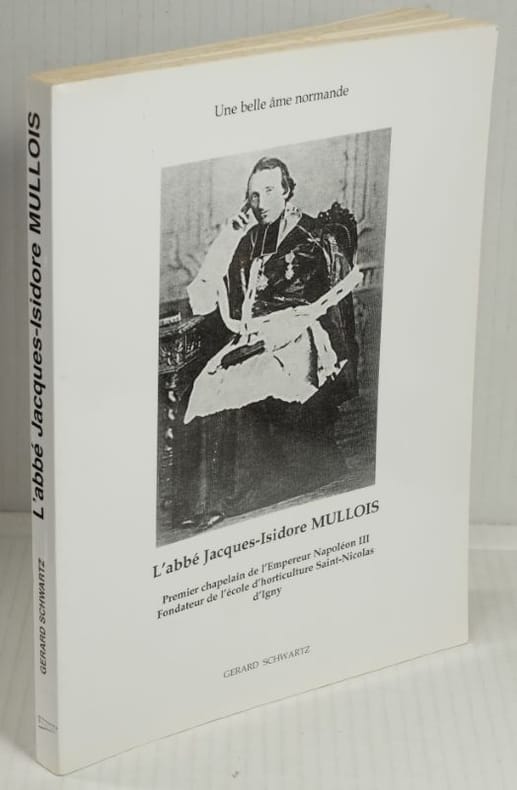 Une belle âme normande
L'abbé Jacques-Isidore MULLOIS
Premier chapelain de l'Empereur Napoléon III
Fondateur de l'école d'horticulture Saint-Nicolas
d'Igny
GERARD SCHWARTZ
L'abbé Jacques-Isidore MULLOIS
GERARD SCHWARTZ